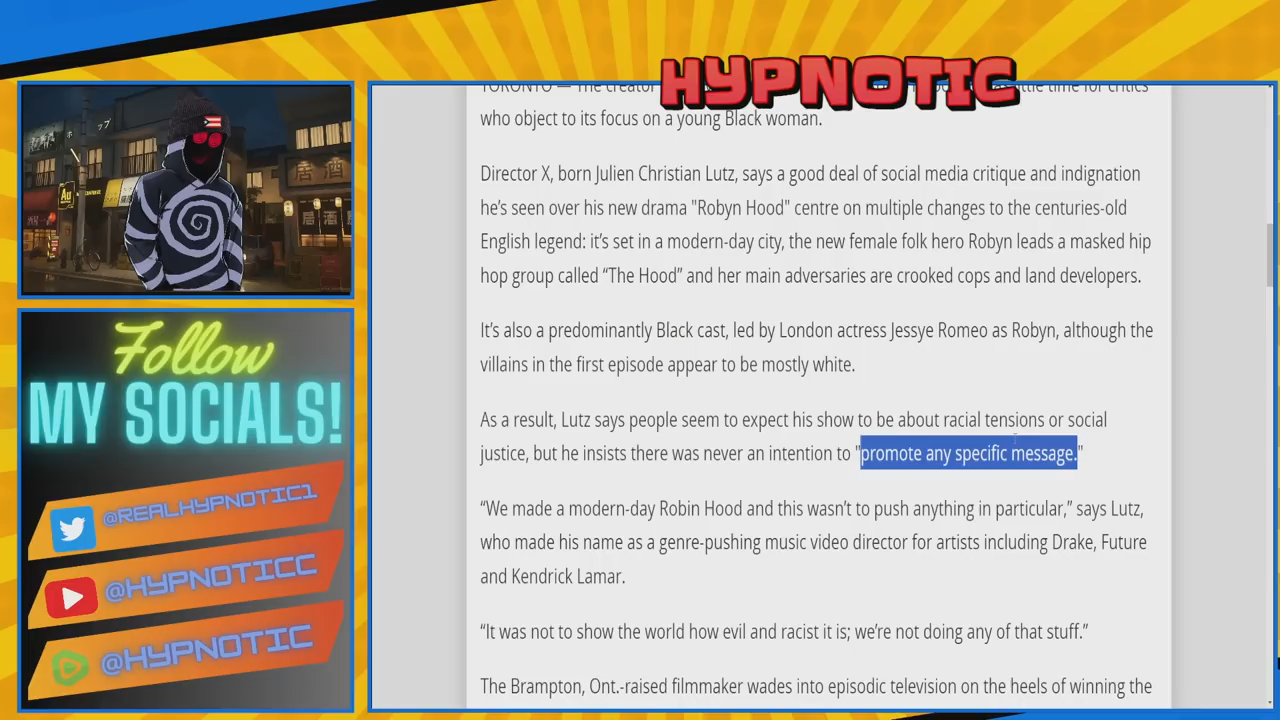 HYPNOTIC
TORONTO — The creator
time for critics
who object to its focus on a young Black woman.
Director X, born Julien Christian Lutz, says a good deal of social media critique and indignation
he’s seen over his new drama "Robyn Hood" centre on multiple changes to the centuries-old
English legend: it’s set in a modern-day city, the new female folk hero Robyn leads a masked hip
hop group called “The Hood” and her main adversaries are crooked cops and land developers.
It’s also a predominantly Black cast, led by London actress Jessye Romeo as Robyn, although the
villains in the first episode appear to be mostly white.
As a result, Lutz says people seem to expect his show to be about racial tensions or social
justice, but he insists there was never an intention to "promote any specific message."
“We made a modern-day Robin Hood and this wasn’t to push anything in particular,” says Lutz,
who made his name as a genre-pushing music video director for artists including Drake, Future
and Kendrick Lamar.
“It was not to show the world how evil and racist it is; we’re not doing any of that stuff.”
The Brampton, Ont.-raised filmmaker wades into episodic television on the heels of winning the
Au
居酒
Follow
MY SOCIALS!
@REALHYPNOTIC1
@HYPNOTICC
@HYPNOTIC